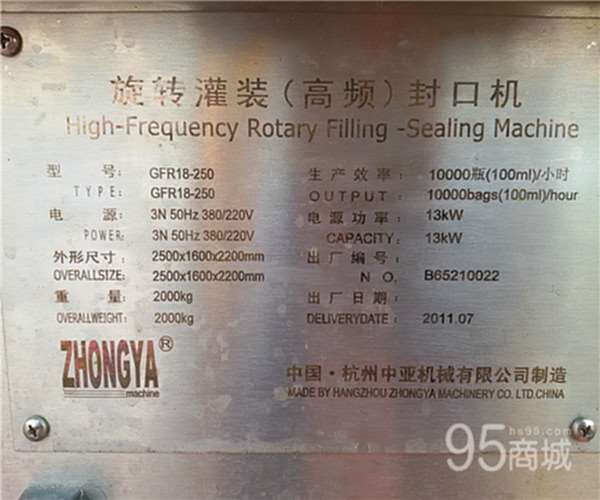 旋转灌装(高频)封口机
High-Frequency Rotary Filling -Sealing Machine
型 号: GFR18-250
TYPE: GFR18-250
电 源: 3N 50Hz 380/220V
POWER: 3N 50Hz 380/220V
外形尺寸: 2500x1600x2200mm
OVERALLSIZE: 2500x1600x2200mm
重 量: 2000kg
OVERALLWEIGHT: 2000kg
生产效率: 10000瓶(100ml)/小时
OUTPUT: 10000bags(100ml)/hour
电源功率: 13kW
CAPACITY: 13kW
出厂编号:
NO. B65210022
出厂日期:
DELIVERYDATE: 2011.07
ZHONGYA®
machine
中国·杭州中亚机械有限公司制造
MADE BY HANGZHOU ZHONGYA MACHINERY CO. LTD.CHINA
95商城
hs95.com